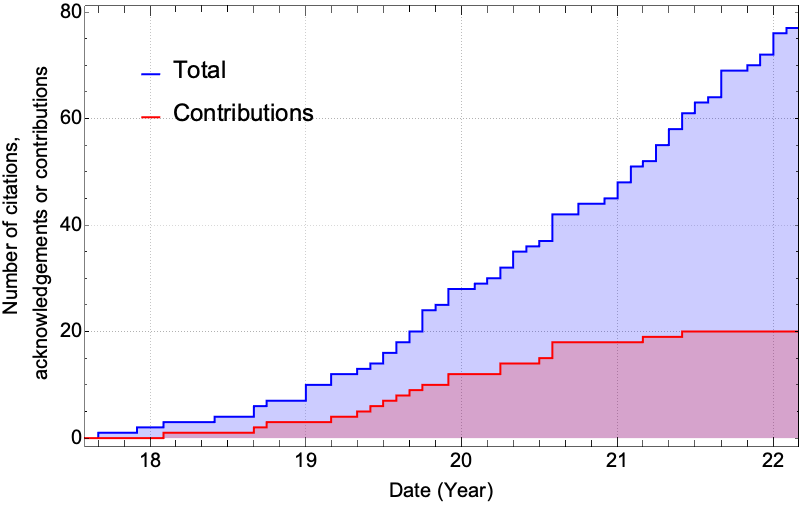 80
60
40
20
0
Number of citations,
acknowledgements or contributions
Total
Contributions
18
19
20
21
22
Date (Year)